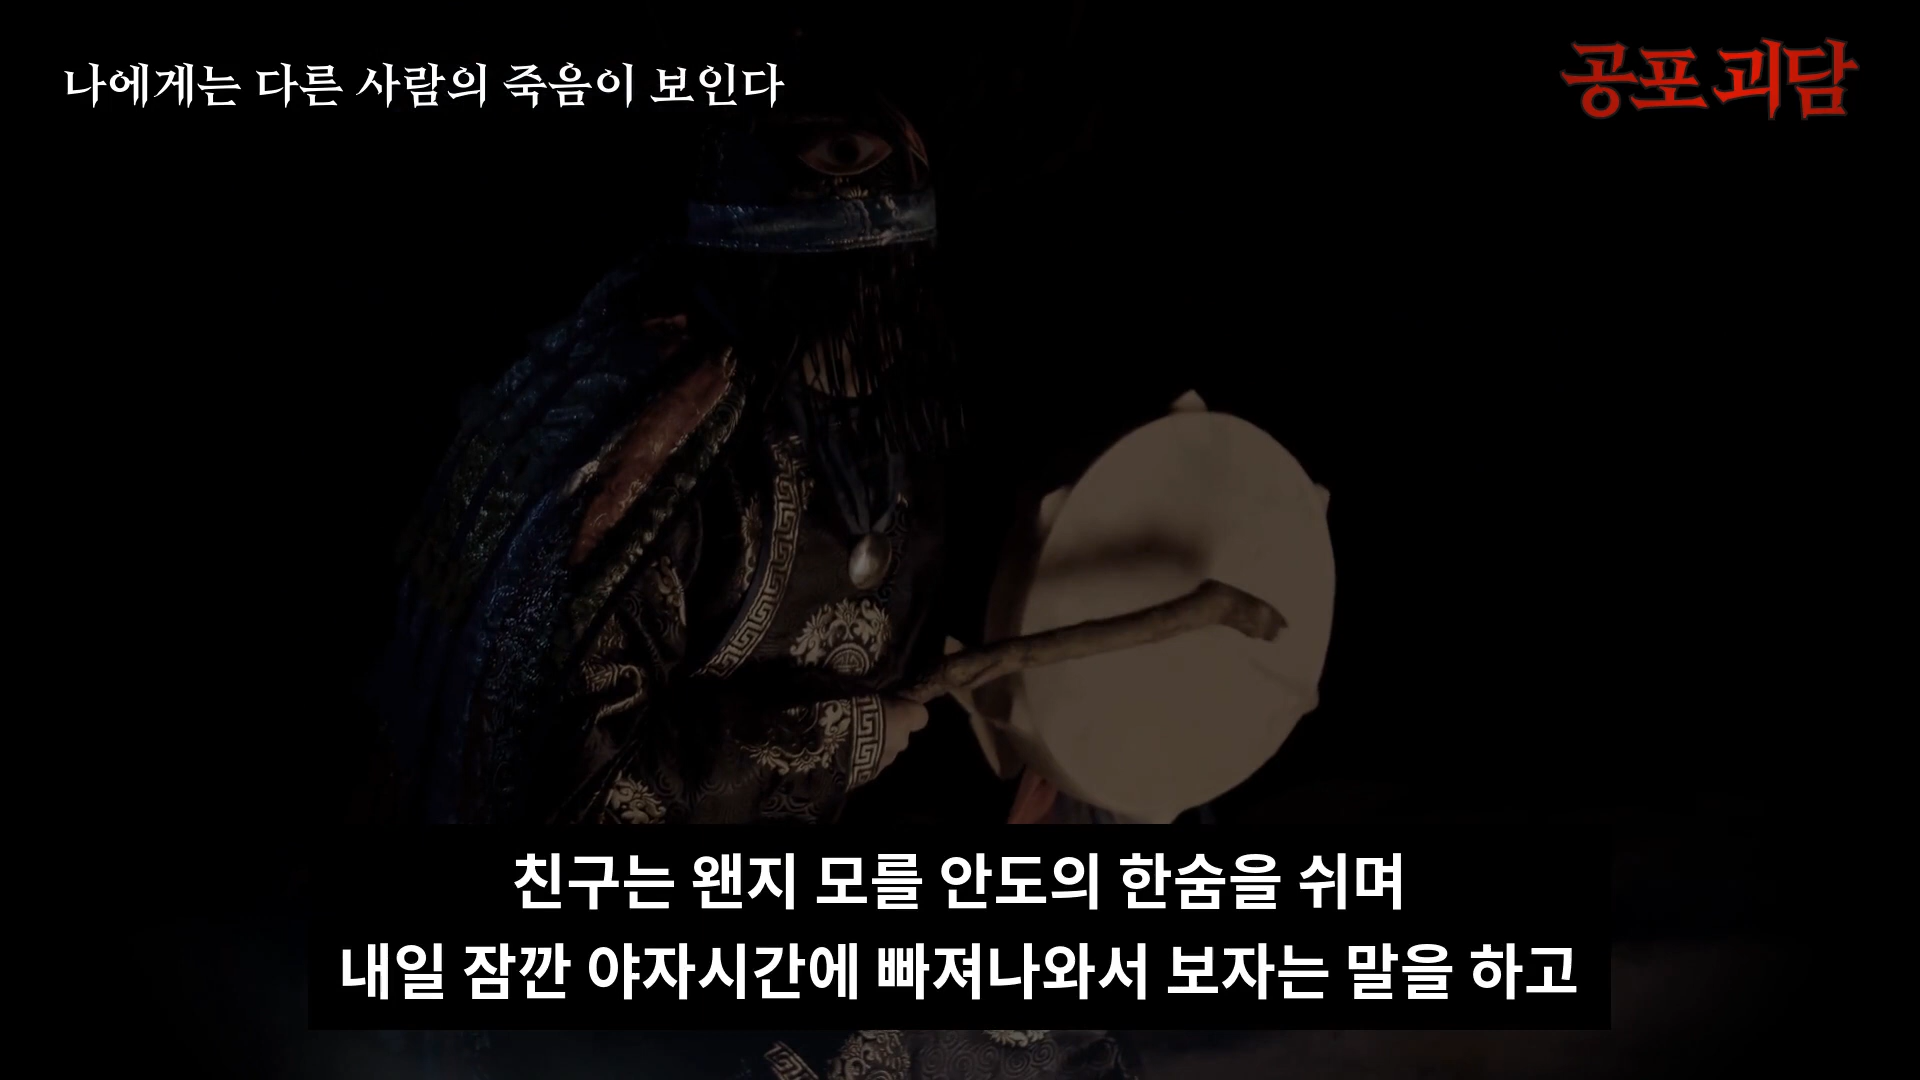 나에게는 다른 사람의 죽음이 보인다
공포 괴담
친구는 왠지 모를 안도의 한숨을 쉬며
내일 잠깐 야자시간에 빠져나와서 보자는 말을 하고